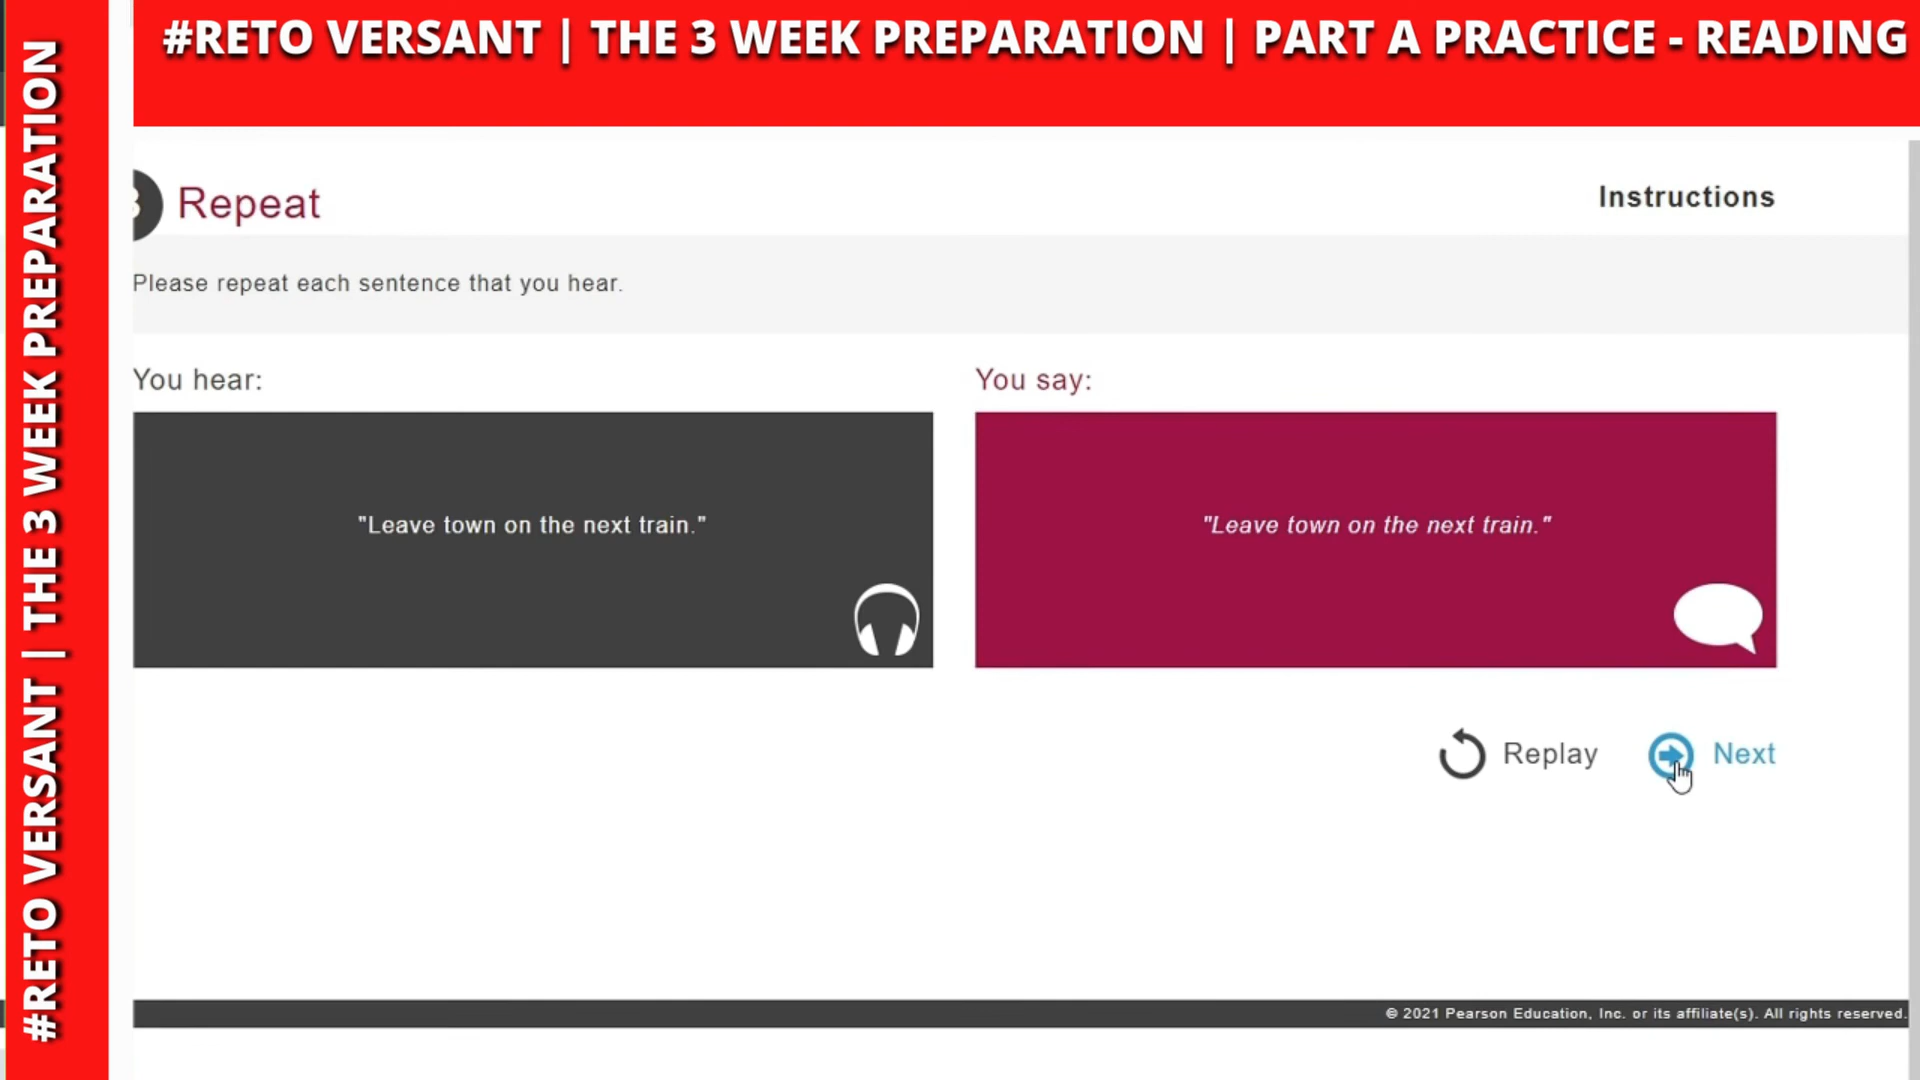 #RETO VERSANT | THE 3 WEEK PREPARATION | PART A PRACTICE - READING
#RETO VERSANT | THE 3 WEEK PREPARATION
Repeat
Instructions
Please repeat each sentence that you hear.
You hear:
You say:
"Leave town on the next train."
"Leave town on the next train."
Replay
Next
© 2021 Pearson Education, Inc. or its affiliate(s). All rights reserved.